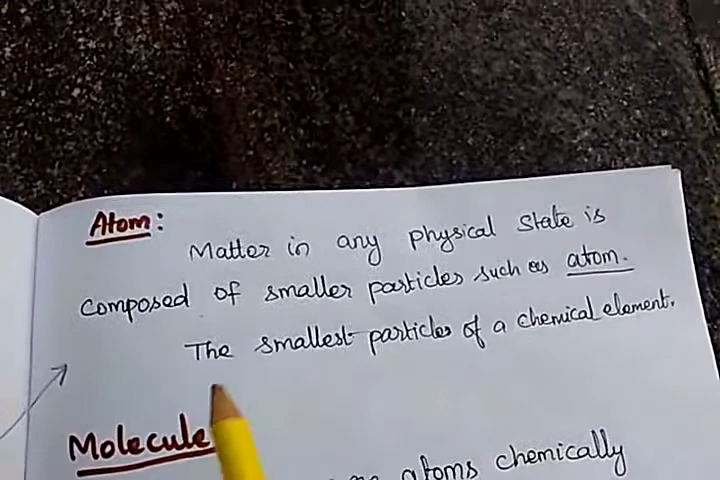 Atom:
Matter in any physical state is
composed of smaller particles such as atom.
The smallest particles of a chemical element.
Molecule
atoms chemically